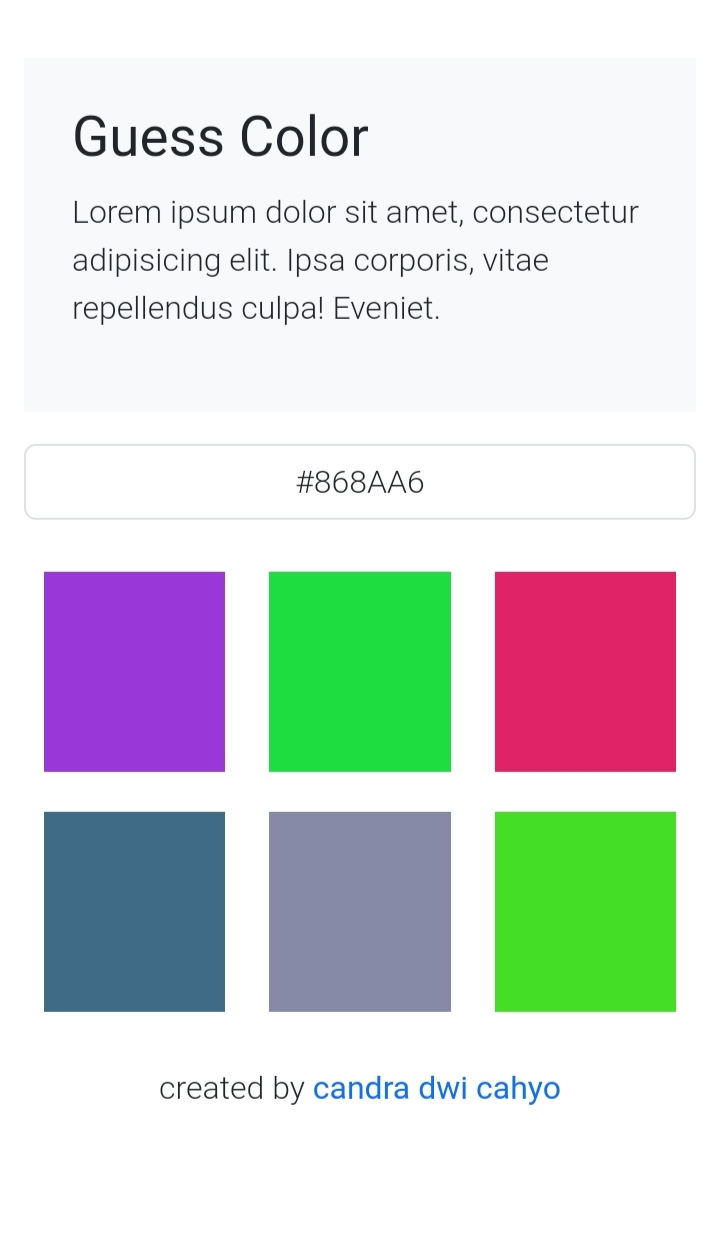 Guess Color
Lorem ipsum dolor sit amet, consectetur
adipisicing elit. Ipsa corporis, vitae
repellendus culpa! Eveniet.
#868AA6
created by candra dwi cahyo